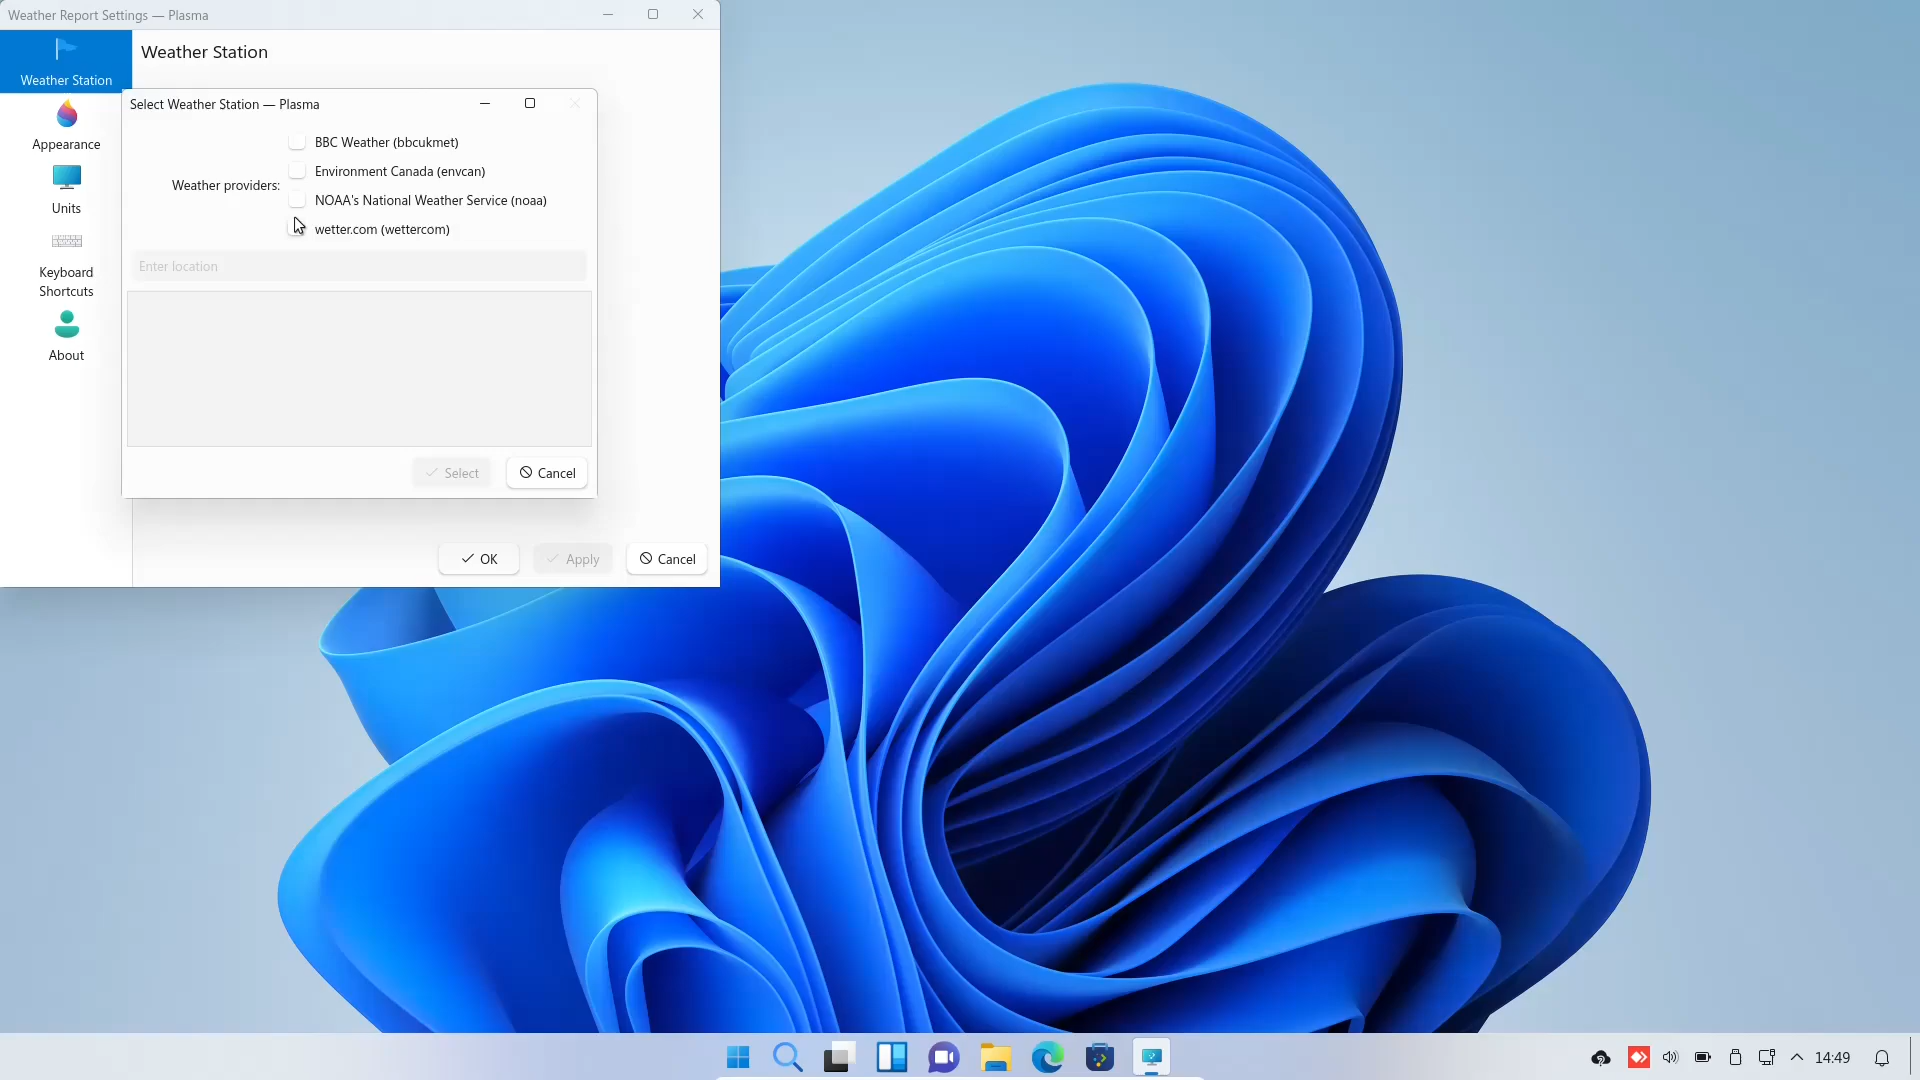 Weather Report Settings — Plasma
Weather Station
Weather Station
Appearance
Units
Keyboard
Shortcuts
About
Select Weather Station — Plasma
Weather providers:
BBC Weather (bbcukmet)
Environment Canada (envcan)
NOAA's National Weather Service (noaa)
wetter.com (wettercom)
Enter location
Select
Cancel
OK
Apply
Cancel
14:49